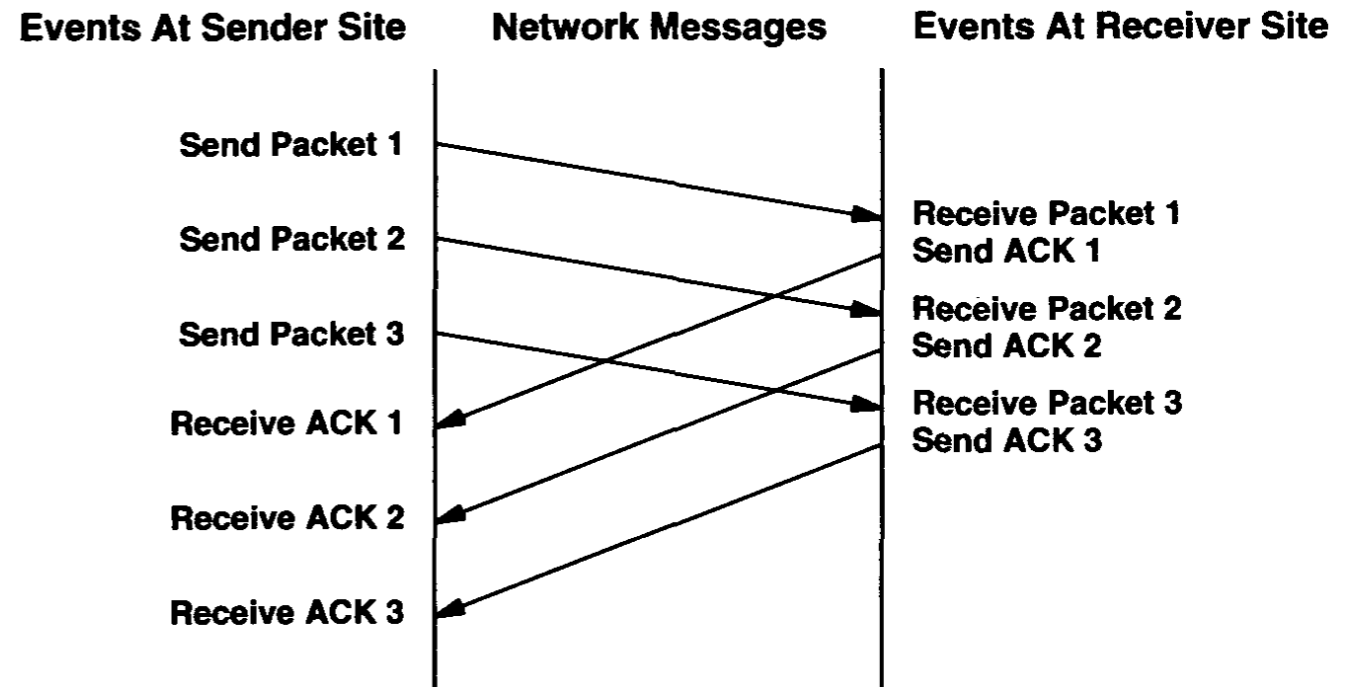 Events At Sender Site
Network Messages
Events At Receiver Site
Send Packet 1
Send Packet 2
Send Packet 3
Receive ACK 1
Receive ACK 2
Receive ACK 3
Receive Packet 1
Send ACK 1
Receive Packet 2
Send ACK 2
Receive Packet 3
Send ACK 3